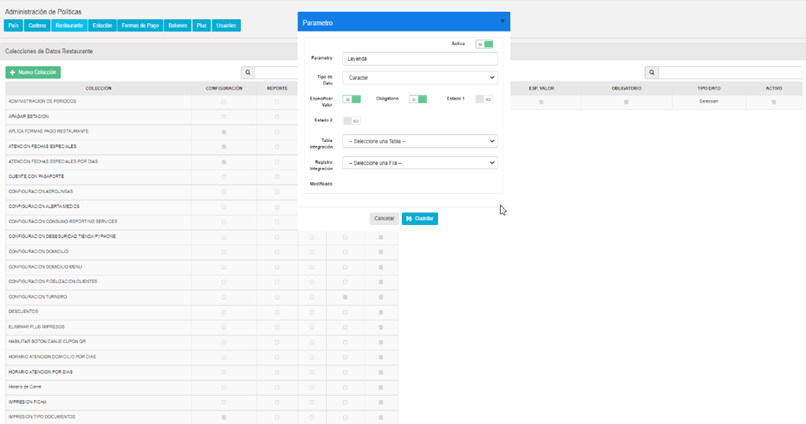 Administración de Políticas
País Cadena Restaurante Estación Formas de Pago Botones Plus Usuarios
Colecciones de Datos Restaurante
+ Nueva Colección
COLECCIÓN CONFIGURACIÓN REPORTE
ADMINISTRACION DE PERIODOS
APAGAR ESTACION
APLICA FORMAS PAGO RESTAURANTE
ATENCION FECHAS ESPECIALES
ATENCION FECHAS ESPECIALES POR DIAS
CLIENTE CON PASAPORTE
CONFIGURACION AEROLINEAS
CONFIGURACION ALERTA MEDICS
CONFIGURACION CONSUMO REPORTING SERVICES
CONFIGURACION DESEGURIDAD TIENDA PYPHONE
CONFIGURACION DOMICILIO
CONFIGURACION DOMICILIO MENU
CONFIGURACION FIDELIZACION CLIENTES
CONFIGURACION TURNERO
DESCUENTOS
ELIMINAR PLUS IMPRESOS
HABILITAR BOTON CANJE CUPON QR
HORARIO ATENCION DOMICILIO POR DIAS
HORARIO ATENCION POR DIAS
Horario de Cierre
IMPRESION FICHA
IMPRESION TIPO DOCUMENTOS
Parametro
×
Activo SI
Parametro Leyenda
Tipo de Dato Caracter
Especificar Valor SI Obligatorio SI Estado 1 NO
Estado 2 NO
Tabla Integración -- Seleccione una Tabla --
Registro Integración -- Seleccione una Fila --
Modificado
Cancelar Guardar
ESP. VALOR OBLIGATORIO TIPO DATO ACTIVO
Seleccion